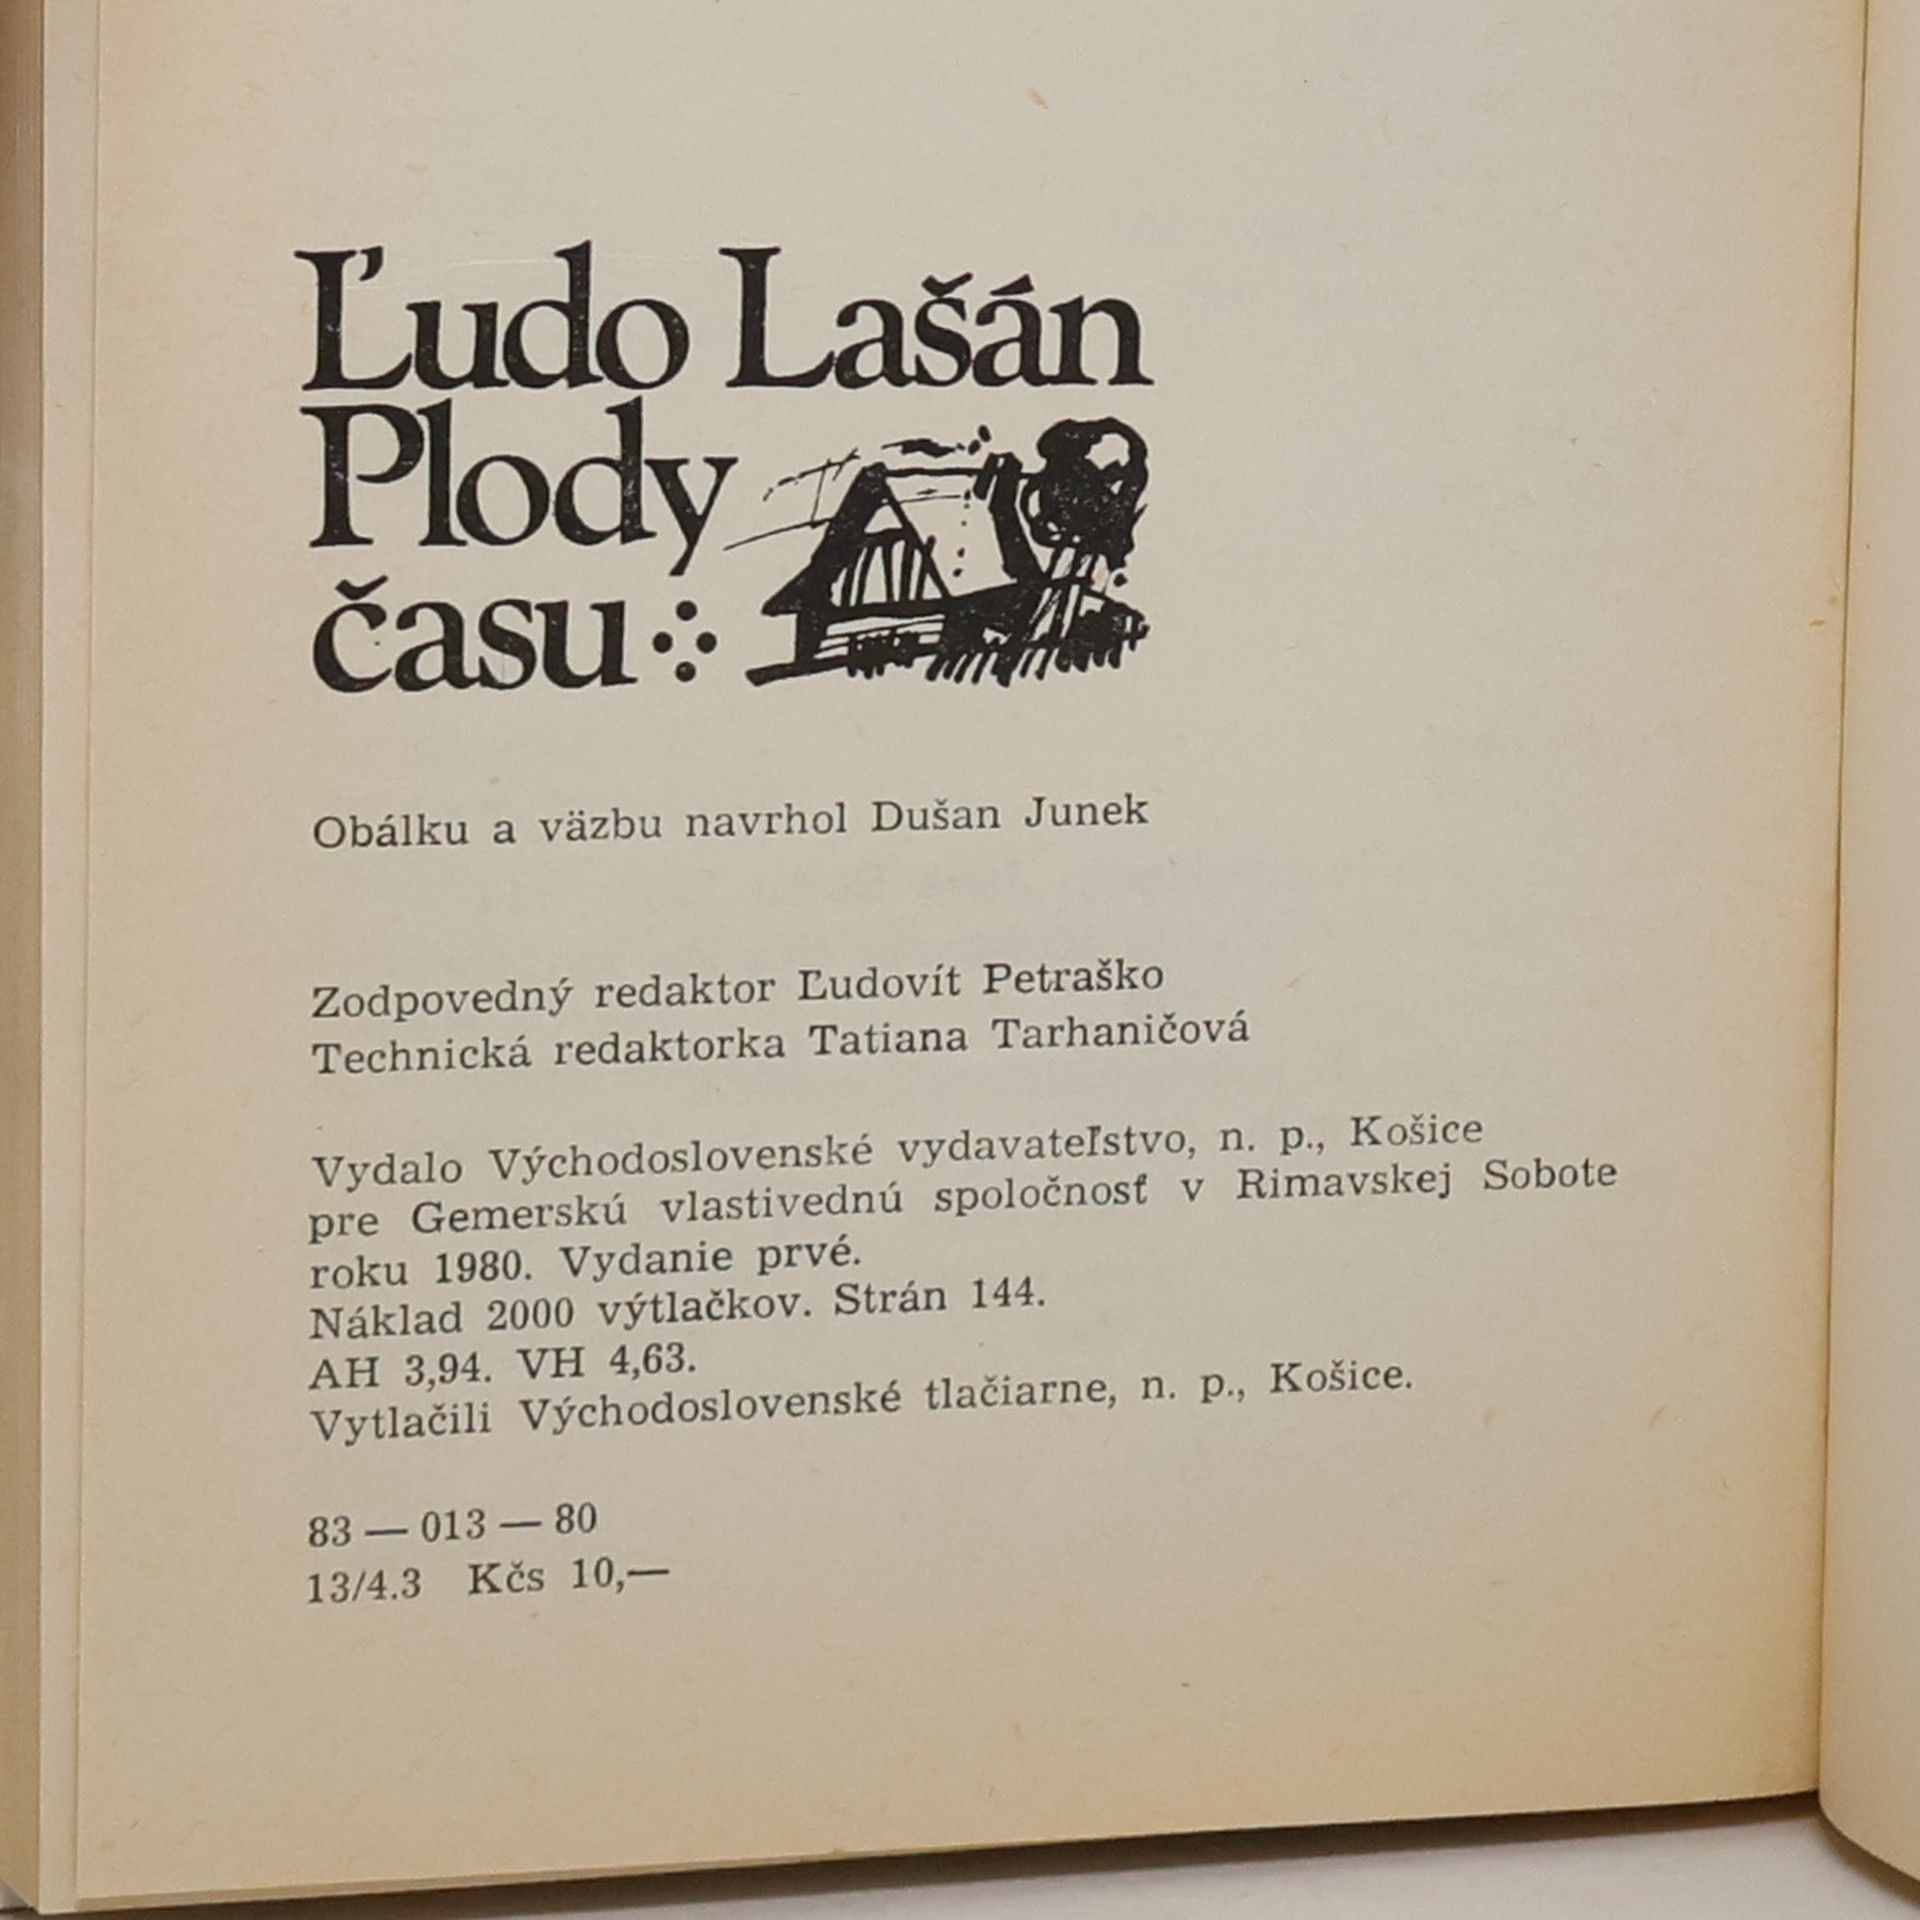 Ľudo Lašán
Plody
času
Obálku a väzbu navrhol Dušan Junek
Zodpovedný redaktor Ľudovít Petraško
Technická redaktorka Tatiana Tarhaničová
Vydalo Východoslovenské vydavateľstvo, n. p., Košice
pre Gemerskú vlastivednú spoločnosť v Rimavskej Sobote
roku 1980. Vydanie prvé.
Náklad 2000 výtlačkov. Strán 144.
AH 3,94. VH 4,63.
Vytlačili Východoslovenské tlačiarne, n. p., Košice.
83 — 013 — 80
13/4.3 Kčs 10,—